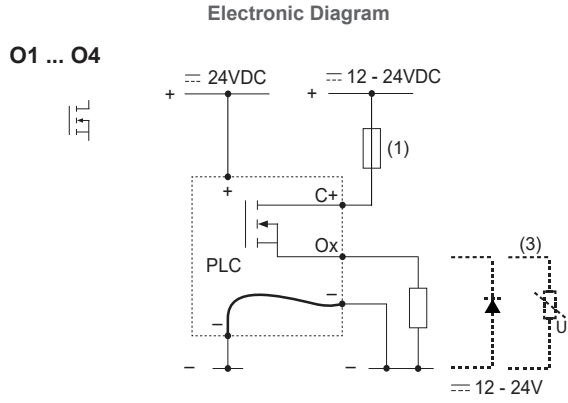 Electronic Diagram
O1 ... O4
24VDC
12 - 24VDC
+
+
(1)
+
C+
Ox
PLC
(3)
–
–
U
–
–
12 - 24V